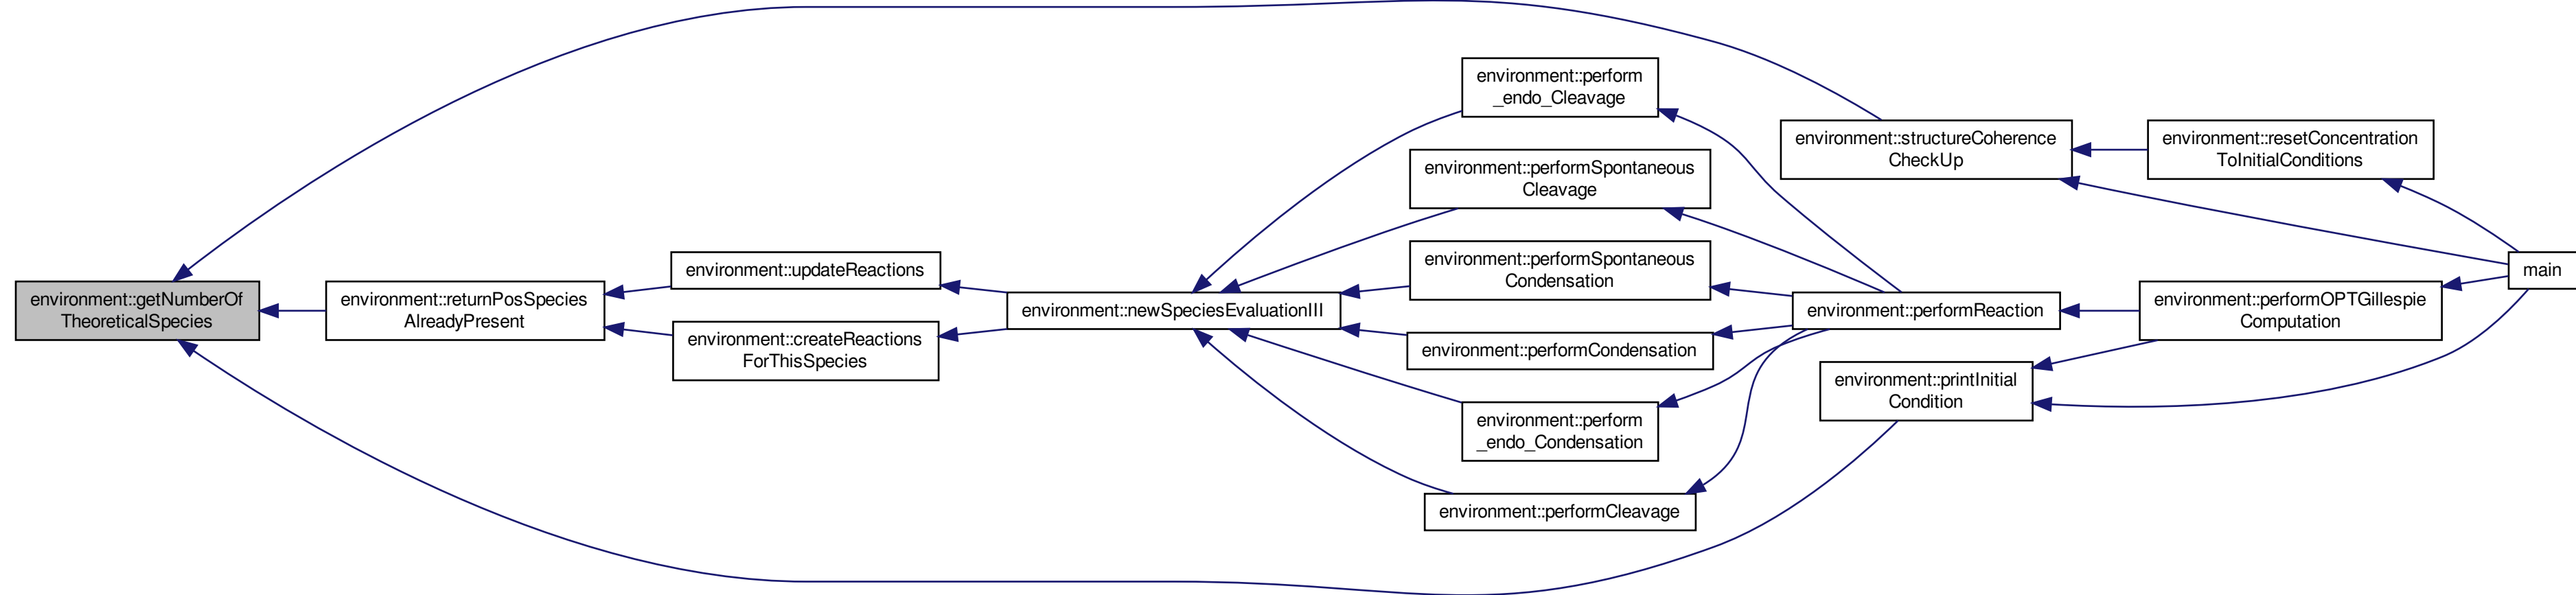 environment::getNumberOf
TheoreticalSpecies
environment::returnPosSpecies
AlreadyPresent
environment::updateReactions
environment::createReactions
ForThisSpecies
environment::newSpeciesEvaluationIII
environment::perform
_endo_Cleavage
environment::performSpontaneous
Cleavage
environment::performSpontaneous
Condensation
environment::performCondensation
environment::perform
_endo_Condensation
environment::performCleavage
environment::structureCoherence
CheckUp
environment::performReaction
environment::printInitial
Condition
environment::resetConcentration
ToInitialConditions
environment::performOPTGillespie
Computation
main